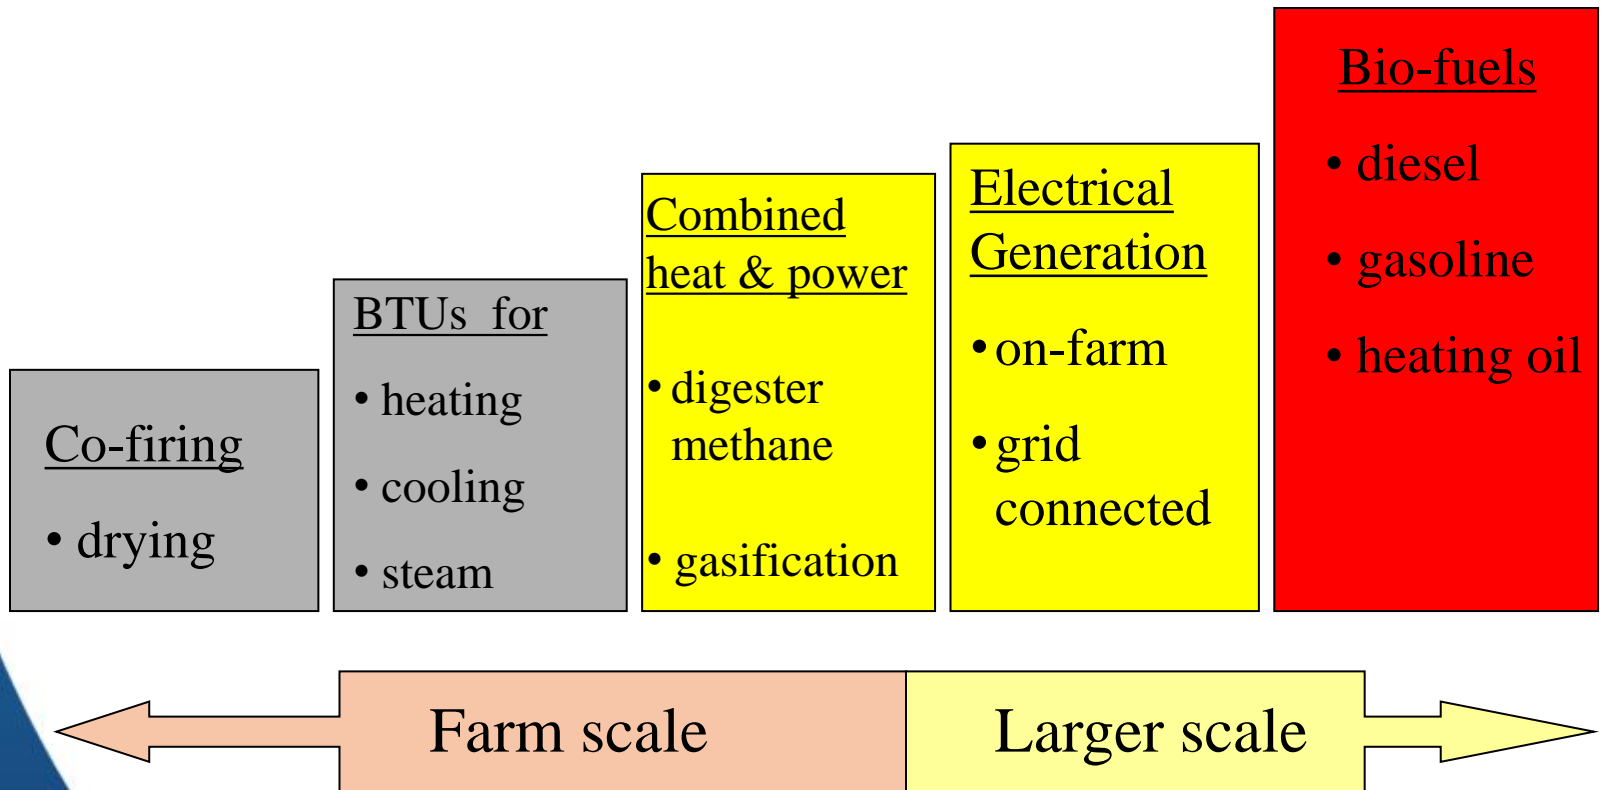 Co-firing
• drying
BTUs for
• heating
• cooling
• steam
Combined
heat & power
• digester
methane
• gasification
Electrical
Generation
• on-farm
• grid
connected
Bio-fuels
• diesel
• gasoline
• heating oil
Farm scale
Larger scale